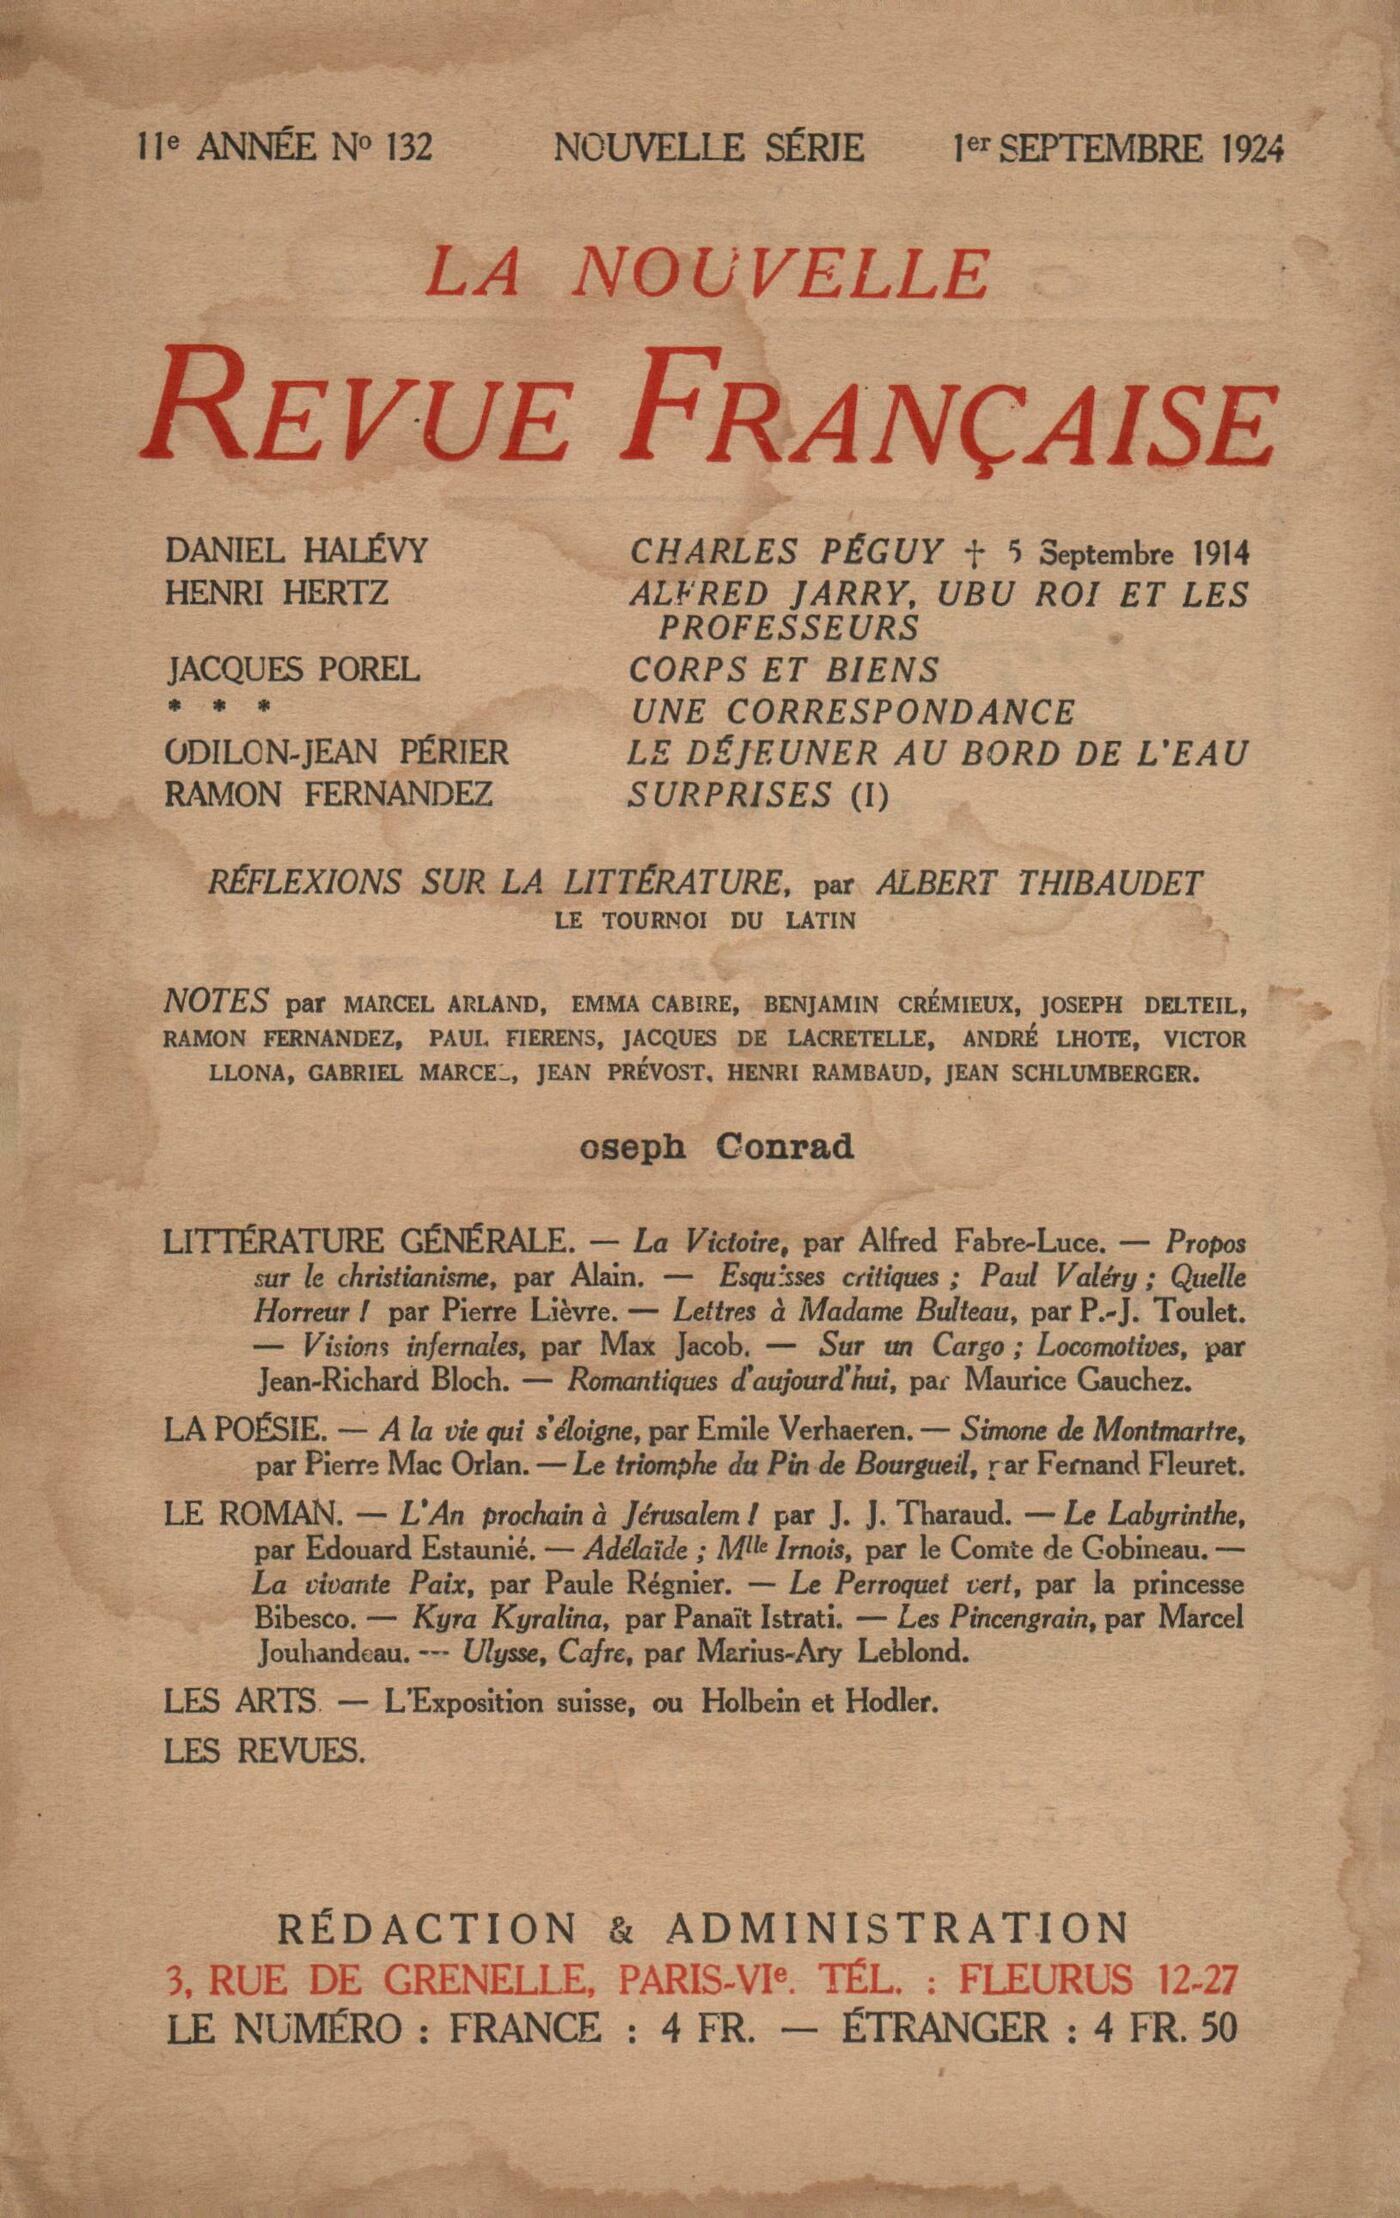 11e ANNÉE No 132 NOUVELLE SÉRIE 1er SEPTEMBRE 1924
LA NOUVELLE
REVUE FRANÇAISE
DANIEL HALÉVY CHARLES PÉGUY † 5 Septembre 1914
HENRI HERTZ ALFRED JARRY, UBU ROI ET LES
PROFESSEURS
JACQUES POREL CORPS ET BIENS
* * * UNE CORRESPONDANCE
ODILON-JEAN PÉRIER LE DÉJEUNER AU BORD DE L'EAU
RAMON FERNANDEZ SURPRISES (I)
RÉFLEXIONS SUR LA LITTÉRATURE, par ALBERT THIBAUDET
LE TOURNOI DU LATIN
NOTES par MARCEL ARLAND, EMMA CABIRE, BENJAMIN CRÉMIEUX, JOSEPH DELTEIL,
RAMON FERNANDEZ, PAUL FIERENS, JACQUES DE LACRETELLE, ANDRÉ LHOTE, VICTOR
LLONA, GABRIEL MARCEL, JEAN PRÉVOST, HENRI RAMBAUD, JEAN SCHLUMBERGER.
oseph Conrad
LITTÉRATURE GÉNÉRALE. — La Victoire, par Alfred Fabre-Luce. — Propos
sur le christianisme, par Alain. — Esquisses critiques ; Paul Valéry ; Quelle
Horreur ! par Pierre Lièvre. — Lettres à Madame Bulteau, par P.-J. Toulet.
— Visions infernales, par Max Jacob. — Sur un Cargo ; Locomotives, par
Jean-Richard Bloch. — Romantiques d'aujourd'hui, par Maurice Gauchez.
LA POÉSIE. — A la vie qui s'éloigne, par Emile Verhaeren. — Simone de Montmartre,
par Pierre Mac Orlan. — Le triomphe du Pin de Bourgueil, par Fernand Fleuret.
LE ROMAN. — L'An prochain à Jérusalem ! par J. J. Tharaud. — Le Labyrinthe,
par Edouard Estaunié. — Adélaïde ; Mlle Irnois, par le Comte de Gobineau. —
La vivante Paix, par Paule Régnier. — Le Perroquet vert, par la princesse
Bibesco. — Kyra Kyralina, par Panaït Istrati. — Les Pincengrain, par Marcel
Jouhandeau. --- Ulysse, Cafre, par Marius-Ary Leblond.
LES ARTS. — L'Exposition suisse, ou Holbein et Hodler.
LES REVUES.
RÉDACTION & ADMINISTRATION
3, RUE DE GRENELLE, PARIS-VIe. TÉL. : FLEURUS 12-27
LE NUMÉRO : FRANCE : 4 FR. — ÉTRANGER : 4 FR. 50